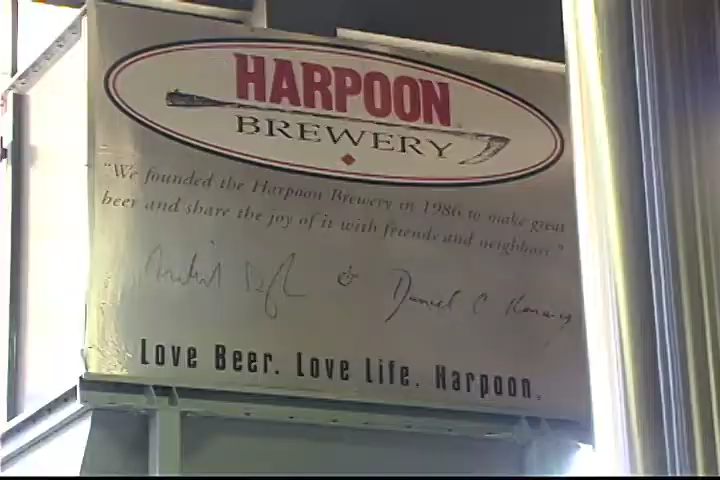 HARPOON
BREWERY
"We founded the Harpoon Brewery in 1986 to make great
beer and share the joy of it with friends and neighbors."
& Daniel C
Love Beer. Love Life. Harpoon.